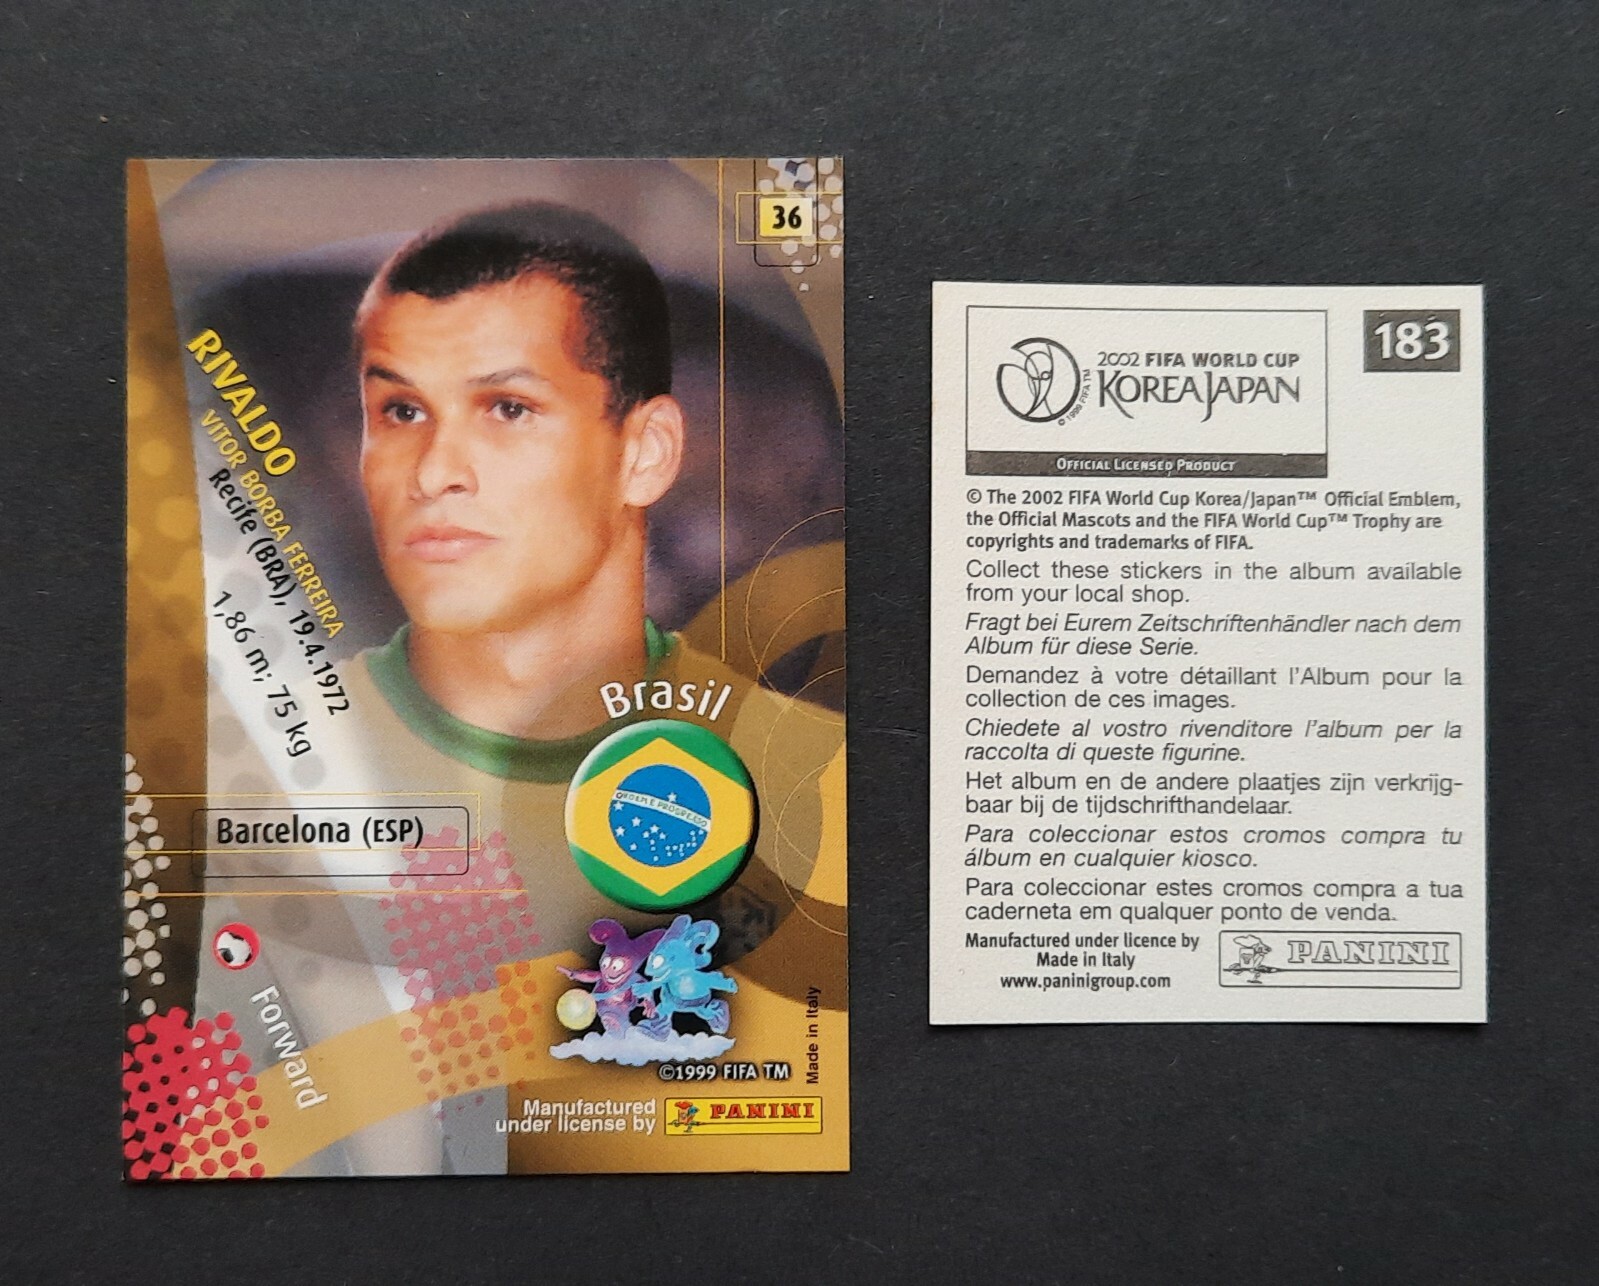 36
RIVALDO
VITOR BORBA FERREIRA
Recife (BRA), 19.4.1972
1,86 m; 75 kg
Brasil
ORDEM E PROGRESSO
Barcelona (ESP)
Forward
©1999 FIFA TM
Made in Italy
Manufactured
under license by
PANINI
183
2002 FIFA WORLD CUP
KOREAJAPAN
© 1999 FIFA TM
OFFICIAL LICENSED PRODUCT
© The 2002 FIFA World Cup Korea/Japan™ Official Emblem,
the Official Mascots and the FIFA World Cup™ Trophy are
copyrights and trademarks of FIFA.
Collect these stickers in the album available
from your local shop.
Fragt bei Eurem Zeitschriftenhändler nach dem
Album für diese Serie.
Demandez à votre détaillant l'Album pour la
collection de ces images.
Chiedete al vostro rivenditore l'album per la
raccolta di queste figurine.
Het album en de andere plaatjes zijn verkrijg-
baar bij de tijdschrifthandelaar.
Para coleccionar estos cromos compra tu
álbum en cualquier kiosco.
Para coleccionar estes cromos compra a tua
caderneta em qualquer ponto de venda.
Manufactured under licence by
Made in Italy
www.paninigroup.com
PANINI